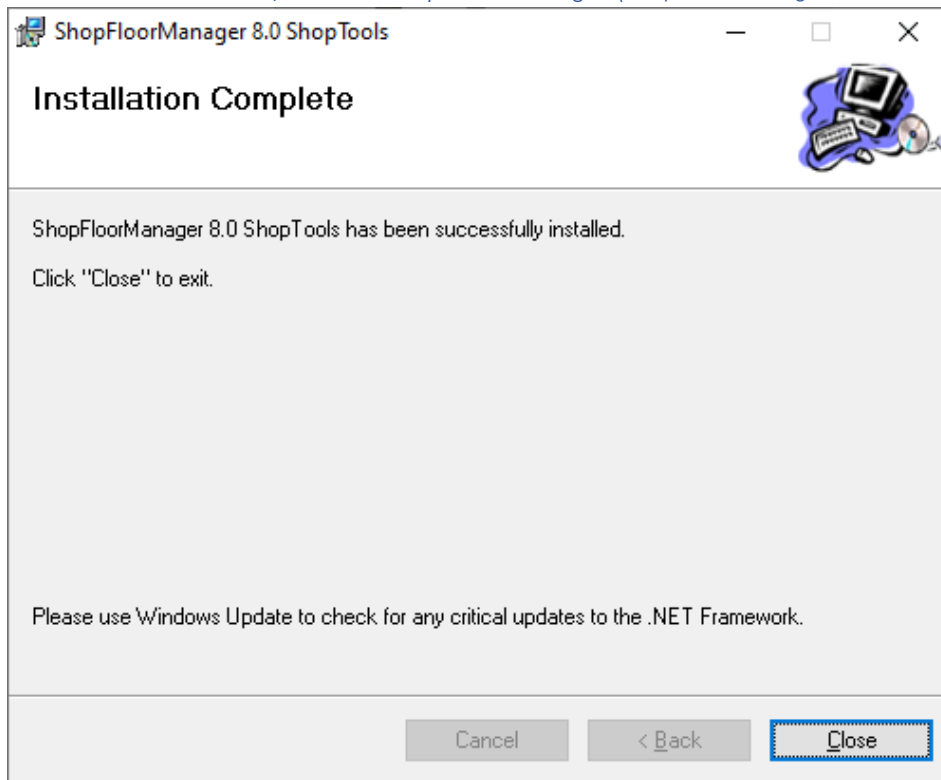 ShopFloorManager 8.0 ShopTools
Installation Complete
ShopFloorManager 8.0 ShopTools has been successfully installed.
Click "Close" to exit.
Please use Windows Update to check for any critical updates to the .NET Framework.
Cancel
< Back
Close